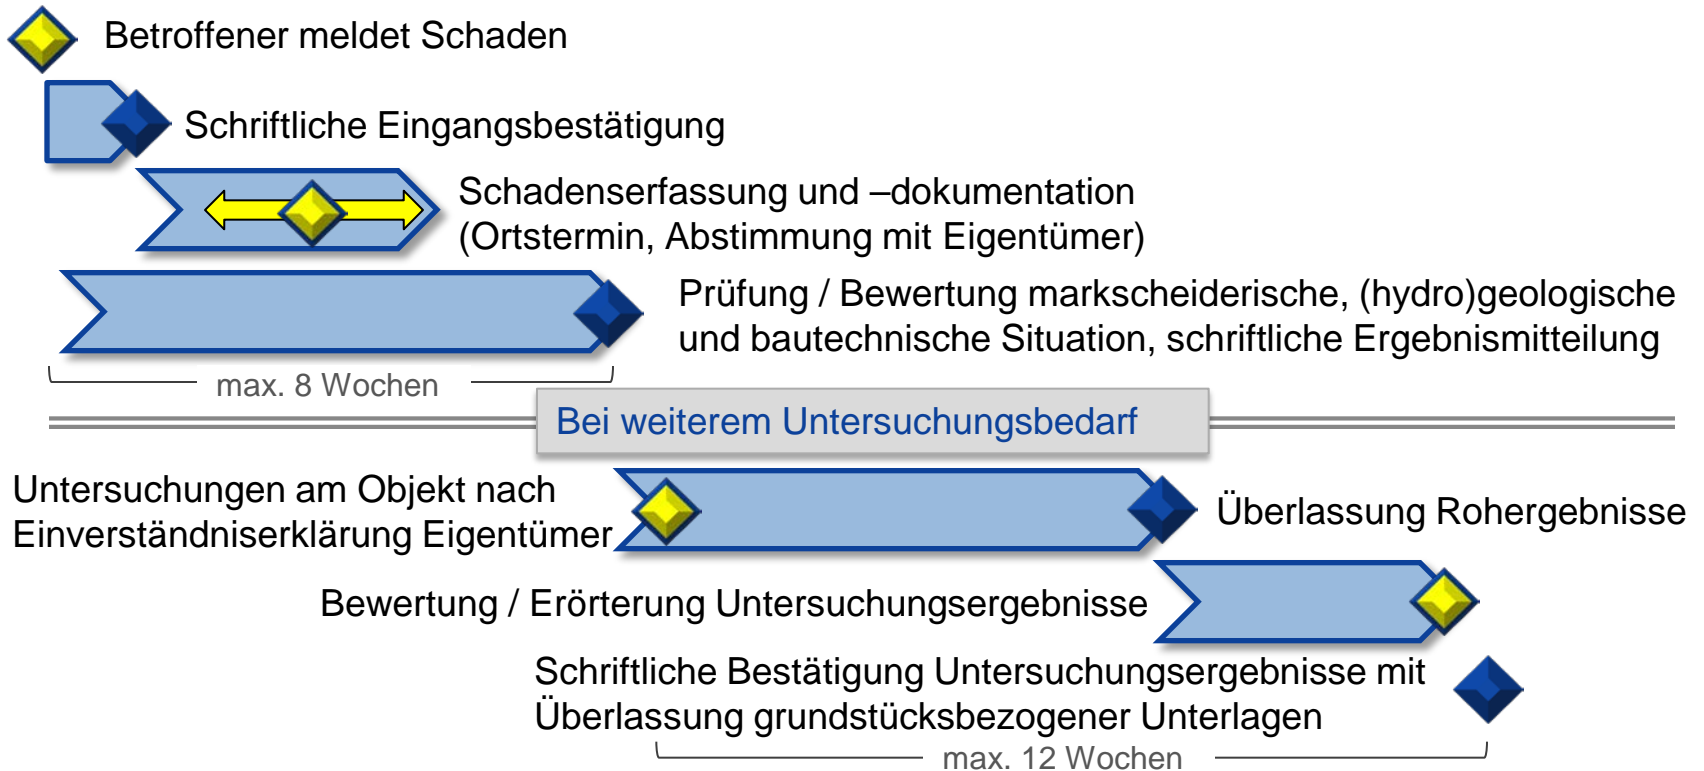 Betroffener meldet Schaden
Schriftliche Eingangsbestätigung
Schadenserfassung und –dokumentation
(Ortstermin, Abstimmung mit Eigentümer)
Prüfung / Bewertung markscheiderische, (hydro)geologische
und bautechnische Situation, schriftliche Ergebnismitteilung
max. 8 Wochen
Bei weiterem Untersuchungsbedarf
Untersuchungen am Objekt nach
Einverständniserklärung Eigentümer
Überlassung Rohergebnisse
Bewertung / Erörterung Untersuchungsergebnisse
Schriftliche Bestätigung Untersuchungsergebnisse mit
Überlassung grundstücksbezogener Unterlagen
max. 12 Wochen